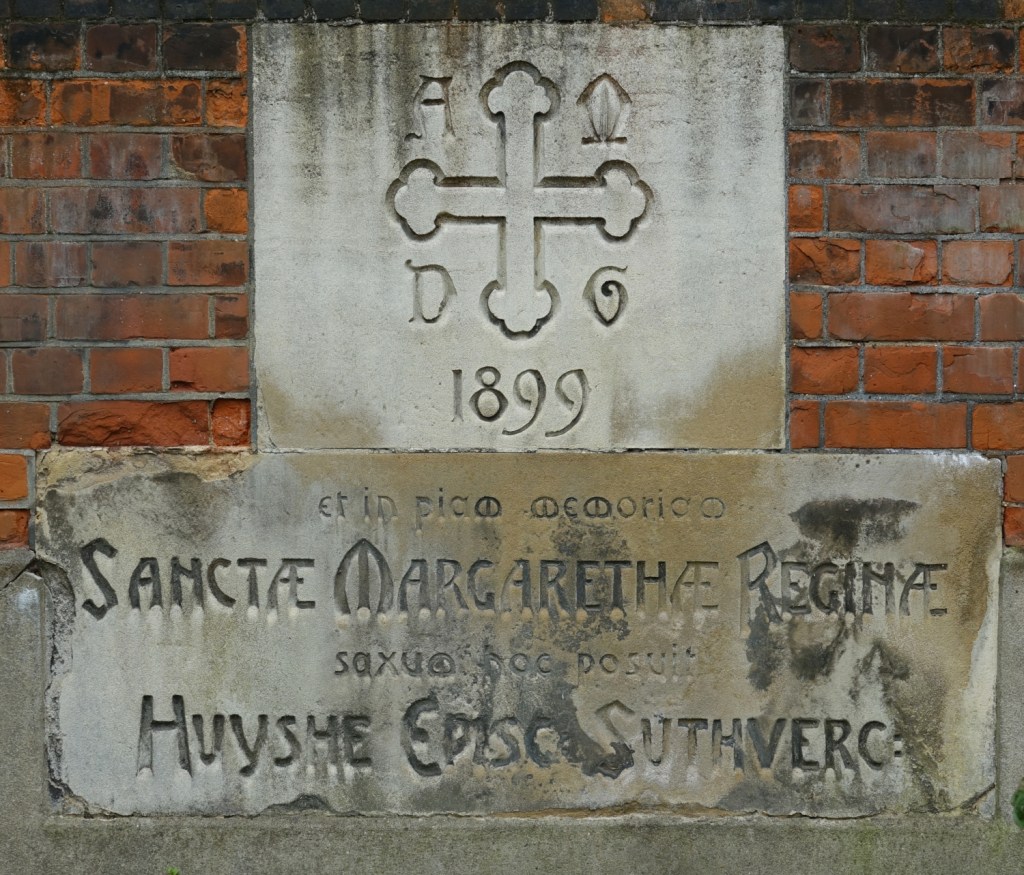 A M
D G
1899
et in piam memoriam
SANCTÆ MARGARETHÆ REGINÆ
saxum hoc posuit
HUYSHE EPISC SUTHVERC: